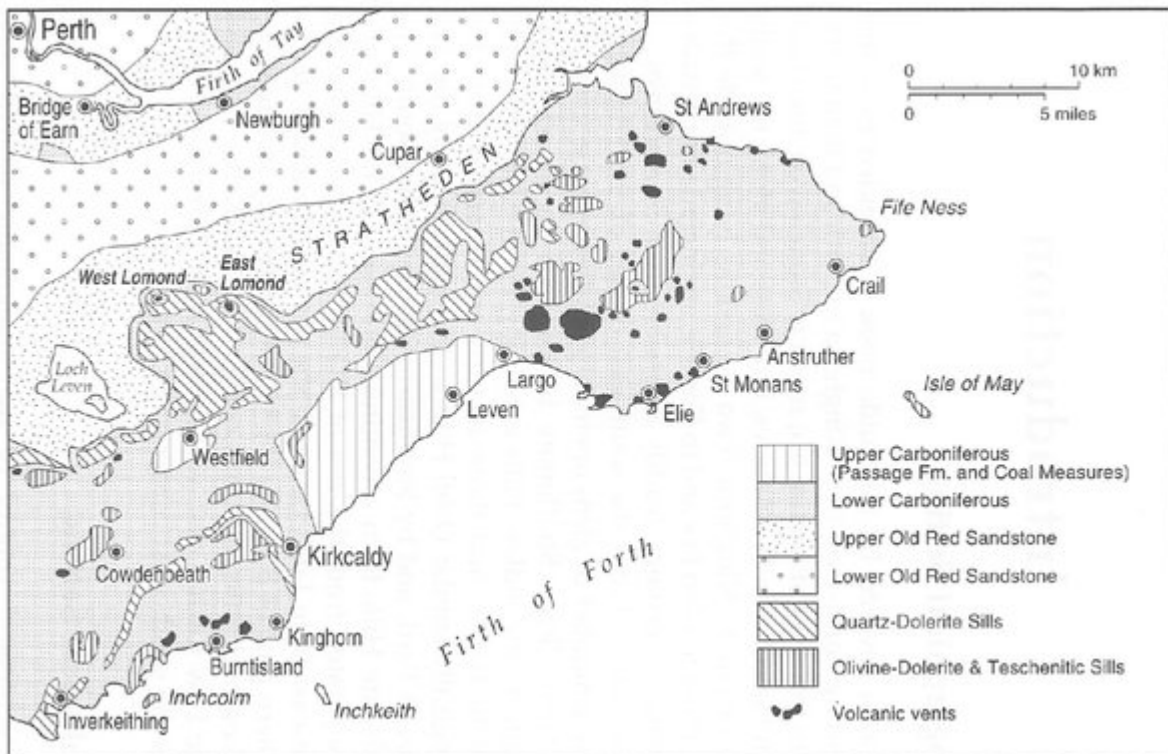 Perth
Firth of Tay
Bridge
of Earn
Newburgh
Cupar
STRATHEDEN
St Andrews
0 10 km
0 5 miles
Fife Ness
West Lomond
East
Lomond
Crail
Loch
Leven
Largo
Anstruther
St Monans
Isle of May
Leven
Elie
Westfield
Kirkcaldy
Cowdenbeath
Firth of Forth
Kinghorn
Burntisland
Inchcolm
Inchkeith
Inverkeithing
Upper Carboniferous
(Passage Fm. and Coal Measures)
Lower Carboniferous
Upper Old Red Sandstone
Lower Old Red Sandstone
Quartz-Dolerite Sills
Olivine-Dolerite & Teschenitic Sills
Volcanic vents